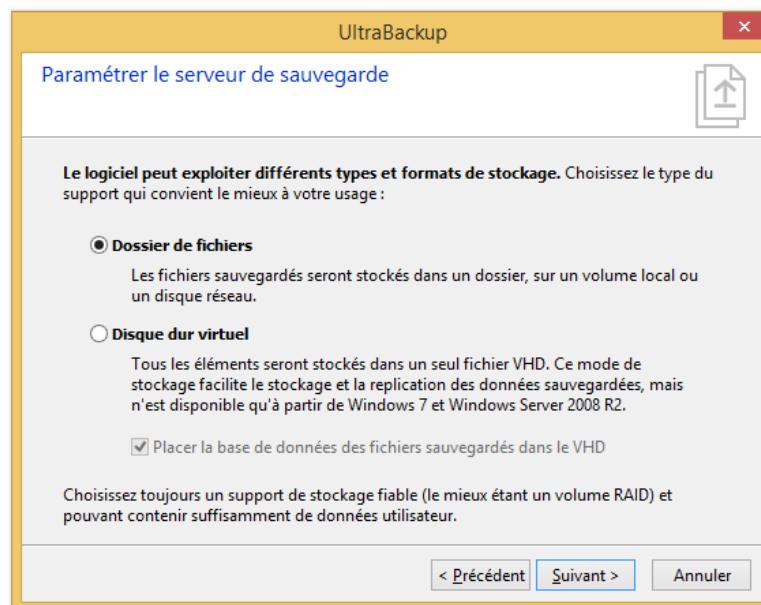 UltraBackup
Paramétrer le serveur de sauvegarde
Le logiciel peut exploiter différents types et formats de stockage. Choisissez le type du
support qui convient le mieux à votre usage :
Dossier de fichiers
Les fichiers sauvegardés seront stockés dans un dossier, sur un volume local ou
un disque réseau.
Disque dur virtuel
Tous les éléments seront stockés dans un seul fichier VHD. Ce mode de
stockage facilite le stockage et la replication des données sauvegardées, mais
n'est disponible qu'à partir de Windows 7 et Windows Server 2008 R2.
Placer la base de données des fichiers sauvegardés dans le VHD
Choisissez toujours un support de stockage fiable (le mieux étant un volume RAID) et
pouvant contenir suffisamment de données utilisateur.
< Précédent Suivant > Annuler